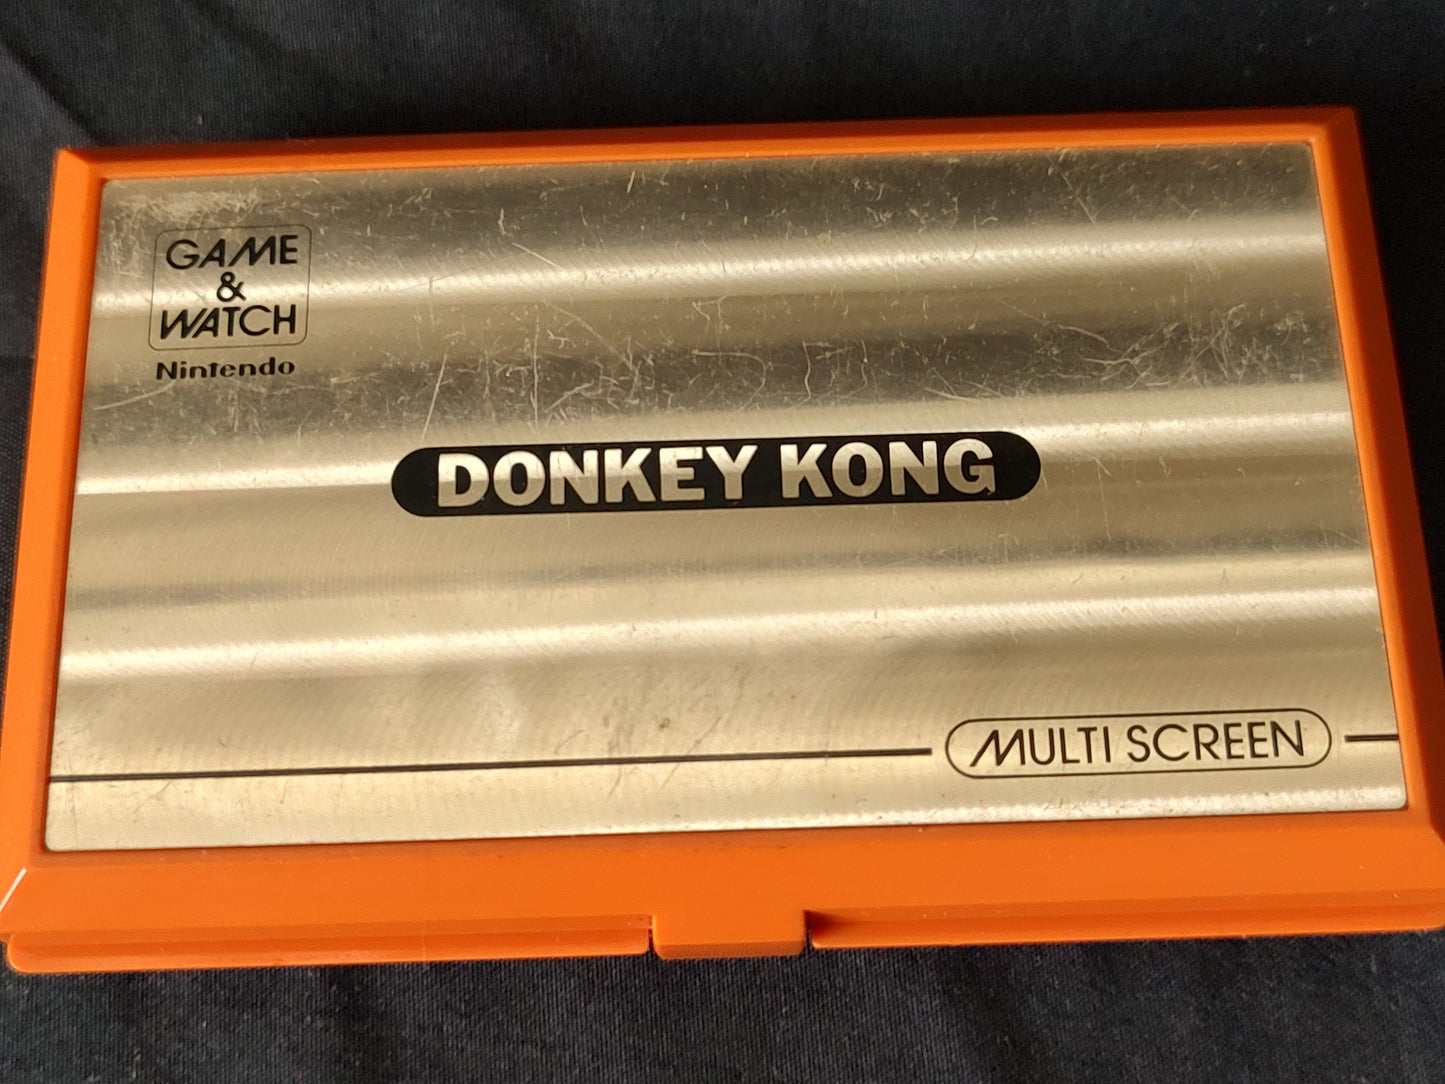 GAME
&
WATCH
Nintendo
DONKEY KONG
MULTI SCREEN